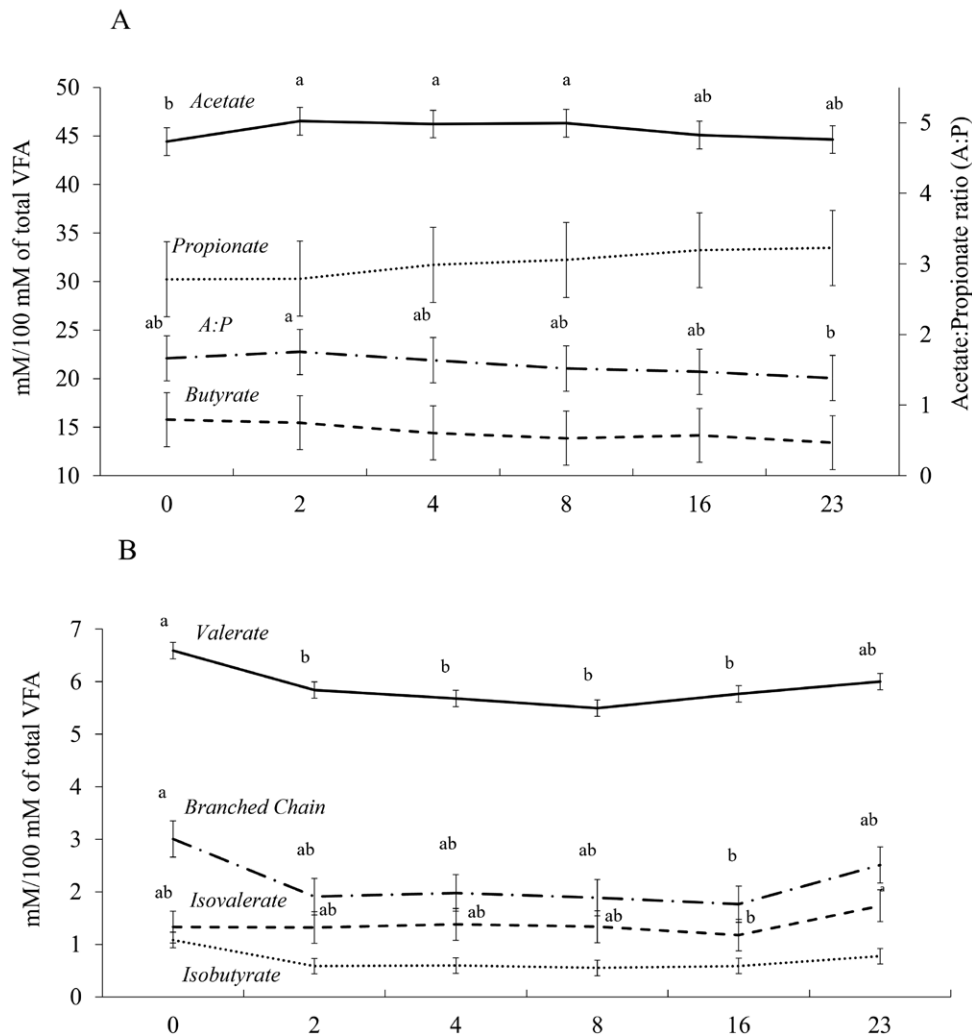 A
mM/100 mM of total VFA
Acetate:Propionate ratio (A:P)
50
45
40
35
30
25
20
15
10
5
4
3
2
1
0
b
Acetate
a
a
a
ab
ab
Propionate
ab
A:P
a
ab
ab
ab
b
Butyrate
0 2 4 8 16 23
B
mM/100 mM of total VFA
7
6
5
4
3
2
1
0
a
Valerate
b
b
b
b
ab
a
Branched Chain
ab
ab
ab
b
ab
ab
Isovalerate
ab
ab
ab
b
a
Isobutyrate
0 2 4 8 16 23